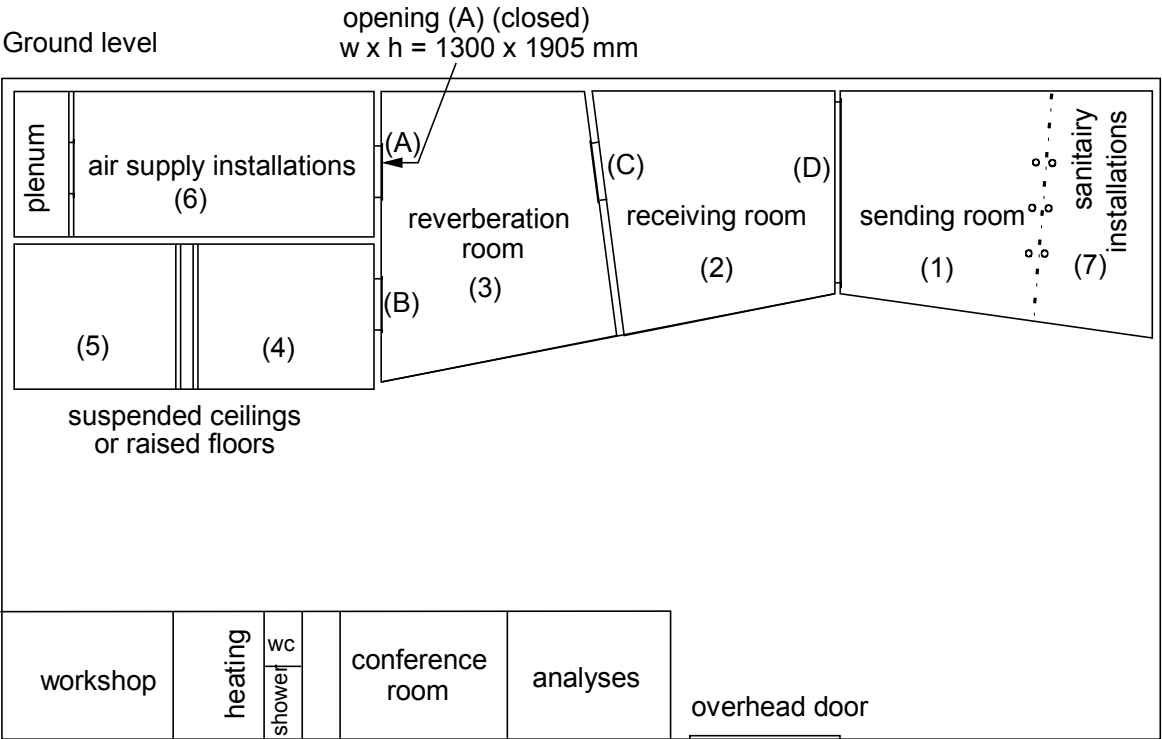 opening (A) (closed)
w x h = 1300 x 1905 mm
Ground level
plenum
air supply installations
(6)
(A)
reverberation
room
(3)
(B)
(C)
receiving room
(2)
(D)
sending room
(1)
sanitairy
installations
(7)
(5)
(4)
suspended ceilings
or raised floors
workshop
heating
wc
shower
conference
room
analyses
overhead door